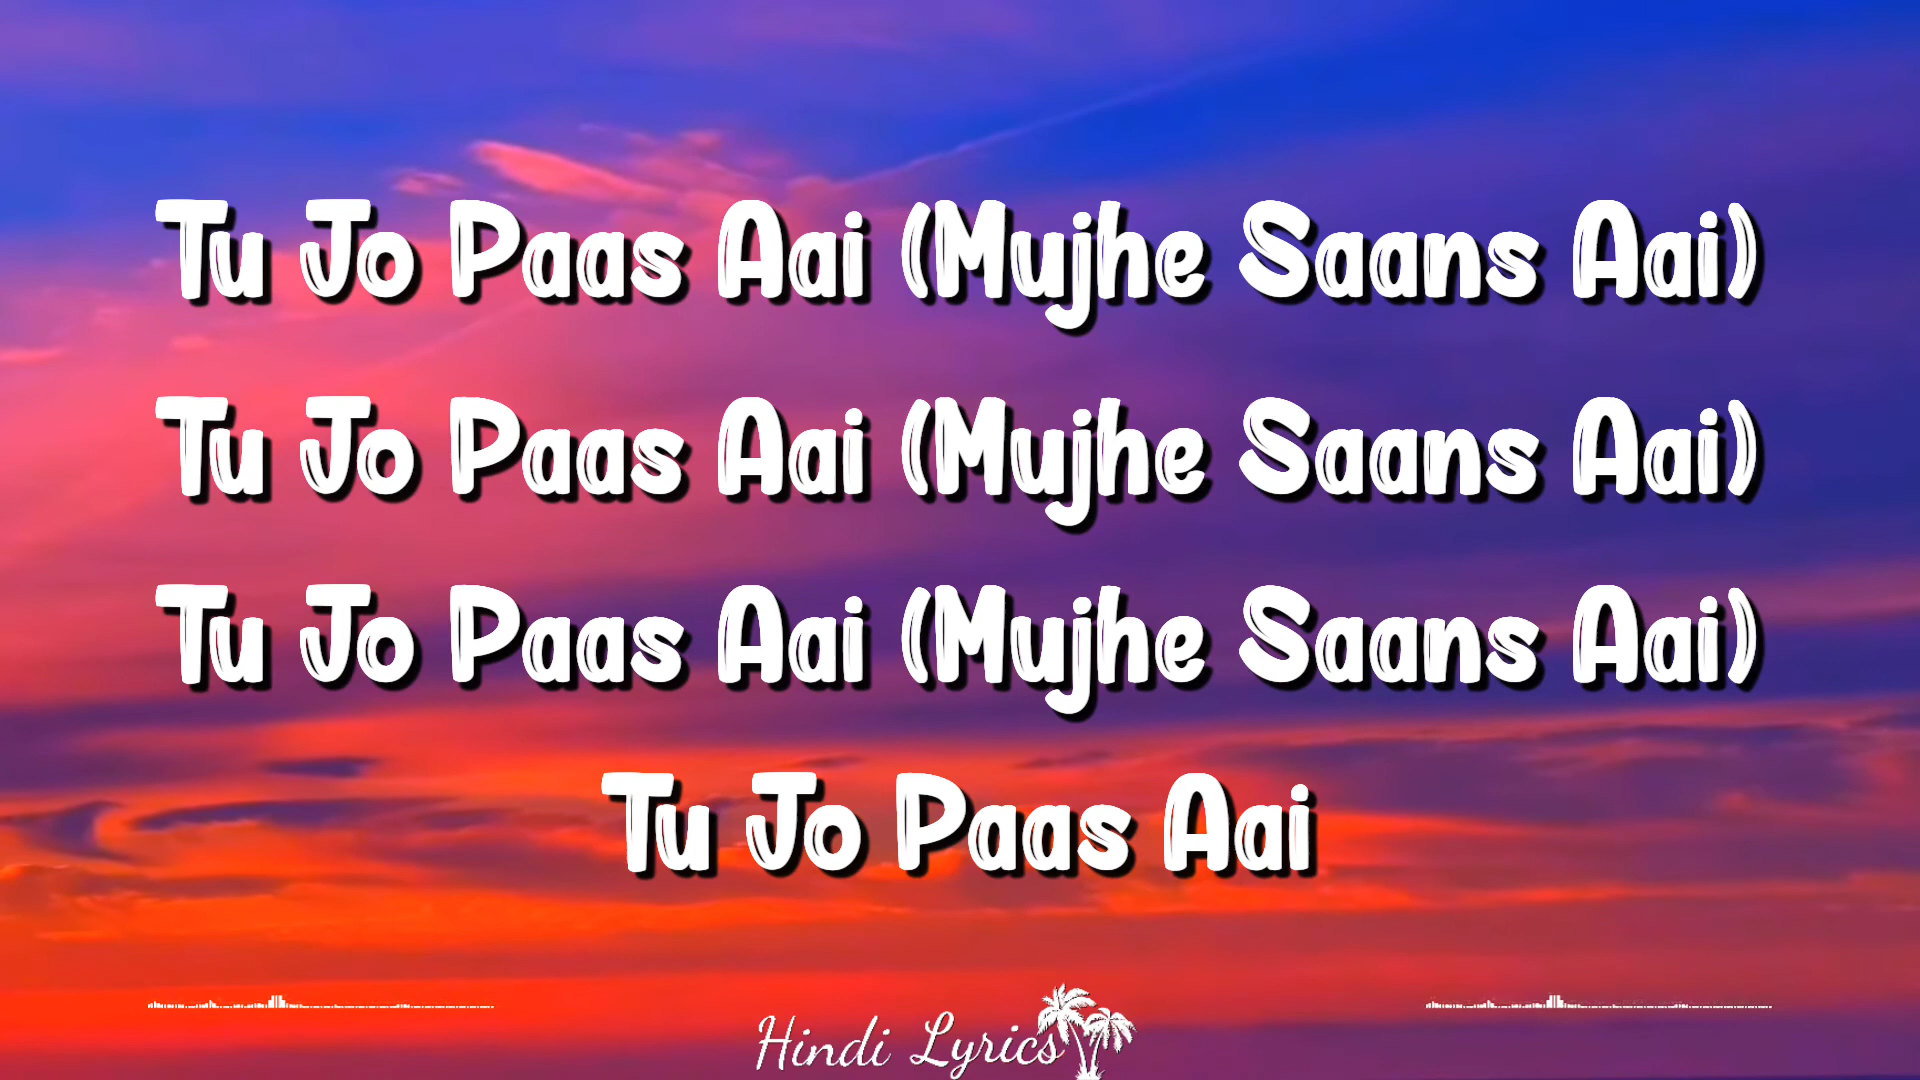 Tu Jo Paas Aai (Mujhe Saans Aai)
Tu Jo Paas Aai (Mujhe Saans Aai)
Tu Jo Paas Aai (Mujhe Saans Aai)
Tu Jo Paas Aai
Hindi Lyrics